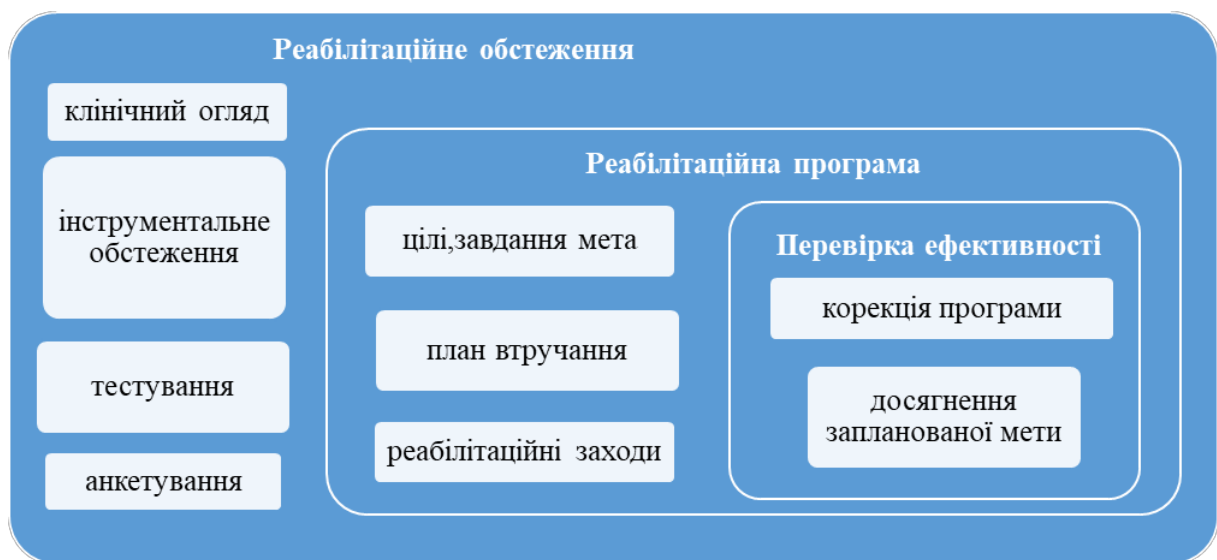 Реабілітаційне обстеження
клінічний огляд
інструментальне
обстеження
тестування
анкетування
Реабілітаційна програма
цілі,завдання мета
план втручання
реабілітаційні заходи
Перевірка ефективності
корекція програми
досягнення
запланованої мети